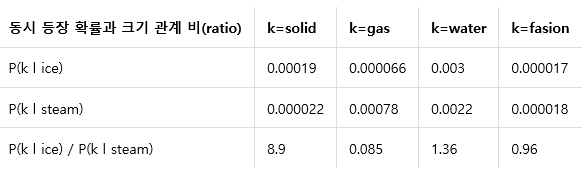 동시 등장 확률과 크기 관계 비(ratio) k=solid k=gas k=water k=fasion
P(k l ice) 0.00019 0.000066 0.003 0.000017
P(k l steam) 0.000022 0.00078 0.0022 0.000018
P(k l ice) / P(k l steam) 8.9 0.085 1.36 0.96